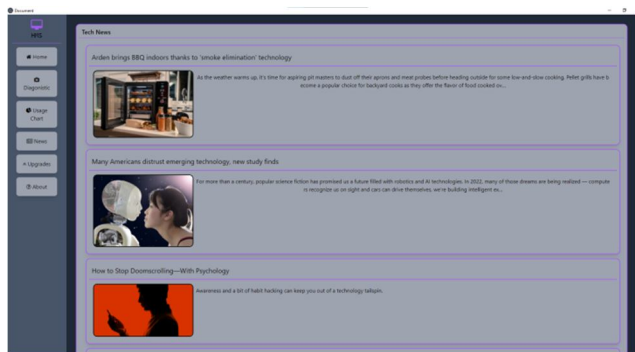 Document
HFIS
Home
Diagonistic
Usage
Chart
News
Upgrades
About
Tech News
Arden brings BBQ indoors thanks to 'smoke elimination' technology
As the weather warms up, it's time for aspiring pit masters to dust off their aprons and meat probes before heading outside for some low-and-slow cooking. Pellet grills have b
ecome a popular choice for backyard cooks as they offer the flavor of food cooked ov...
Many Americans distrust emerging technology, new study finds
For more than a century, popular science fiction has promised us a future filled with robotics and AI technologies. In 2022, many of those dreams are being realized — compute
rs recognize us on sight and cars can drive themselves, we're building intelligent ex...
How to Stop Doomscrolling—With Psychology
Awareness and a bit of habit hacking can keep you out of a technology tailspin.